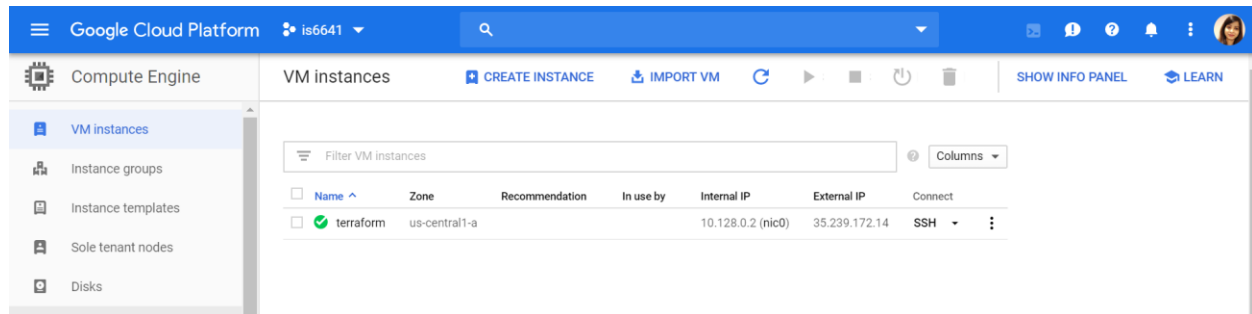 Google Cloud Platform is6641
Compute Engine VM instances CREATE INSTANCE IMPORT VM SHOW INFO PANEL LEARN
VM instances
Instance groups
Instance templates
Sole tenant nodes
Disks
Filter VM instances Columns
Name Zone Recommendation In use by Internal IP External IP Connect
terraform us-central1-a 10.128.0.2 (nic0) 35.239.172.14 SSH